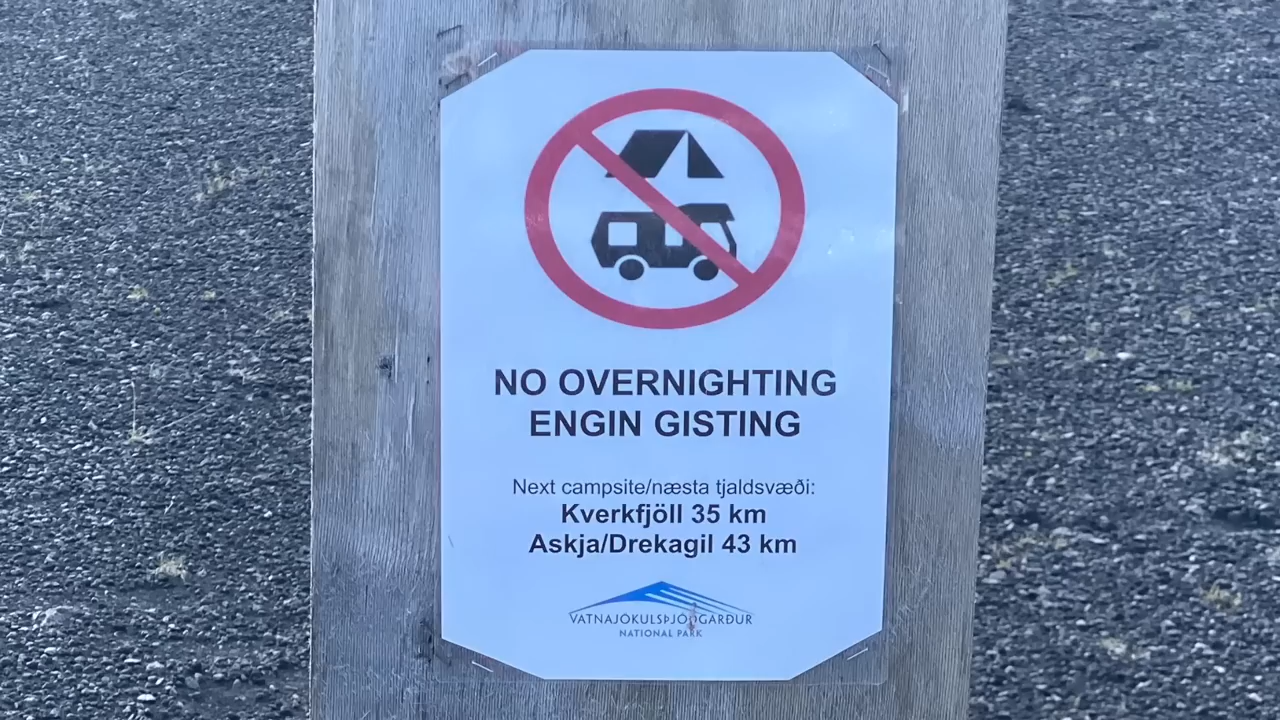 NO OVERNIGHTING
ENGIN GISTING
Next campsite/næsta tjaldsvæði:
Kverkfjöll 35 km
Askja/Drekagil 43 km
VATNAJÖKULSÞJÓÐGARÐUR
NATIONAL PARK